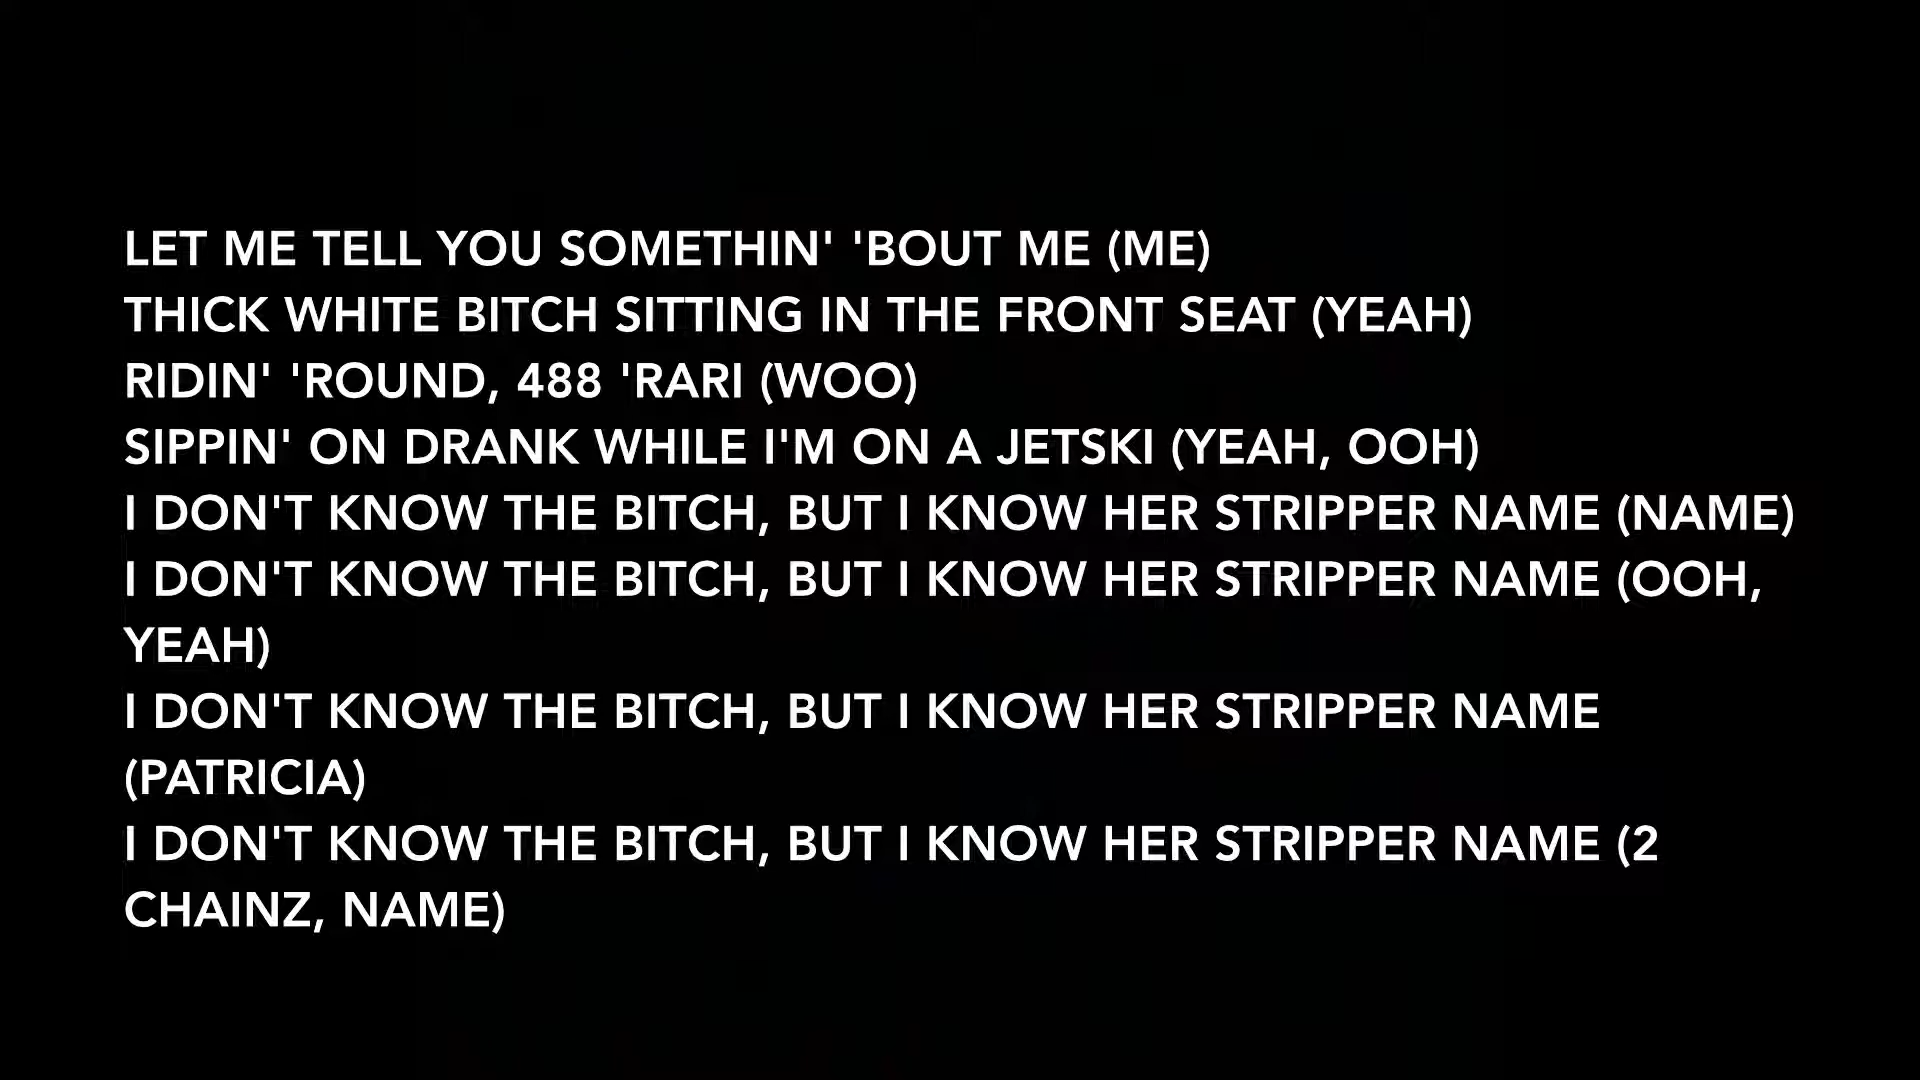 LET ME TELL YOU SOMETHIN' 'BOUT ME (ME)
THICK WHITE BITCH SITTING IN THE FRONT SEAT (YEAH)
RIDIN' 'ROUND, 488 'RARI (WOO)
SIPPIN' ON DRANK WHILE I'M ON A JETSKI (YEAH, OOH)
I DON'T KNOW THE BITCH, BUT I KNOW HER STRIPPER NAME (NAME)
I DON'T KNOW THE BITCH, BUT I KNOW HER STRIPPER NAME (OOH,
YEAH)
I DON'T KNOW THE BITCH, BUT I KNOW HER STRIPPER NAME
(PATRICIA)
I DON'T KNOW THE BITCH, BUT I KNOW HER STRIPPER NAME (2
CHAINZ, NAME)